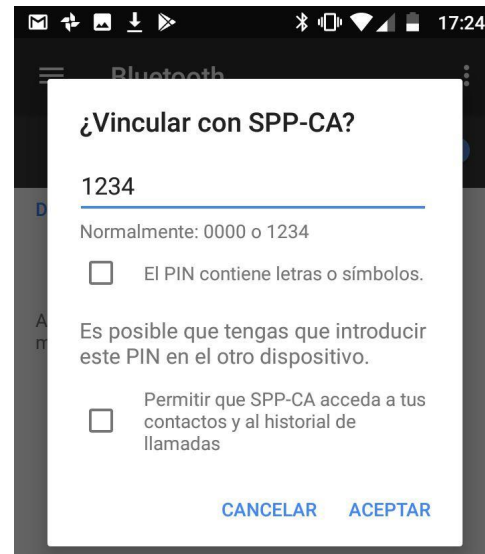 17:24
Bluetooth
¿Vincular con SPP-CA?
1234
Normalmente: 0000 o 1234
El PIN contiene letras o símbolos.
Es posible que tengas que introducir
este PIN en el otro dispositivo.
Permitir que SPP-CA acceda a tus
contactos y al historial de
llamadas
CANCELAR ACEPTAR